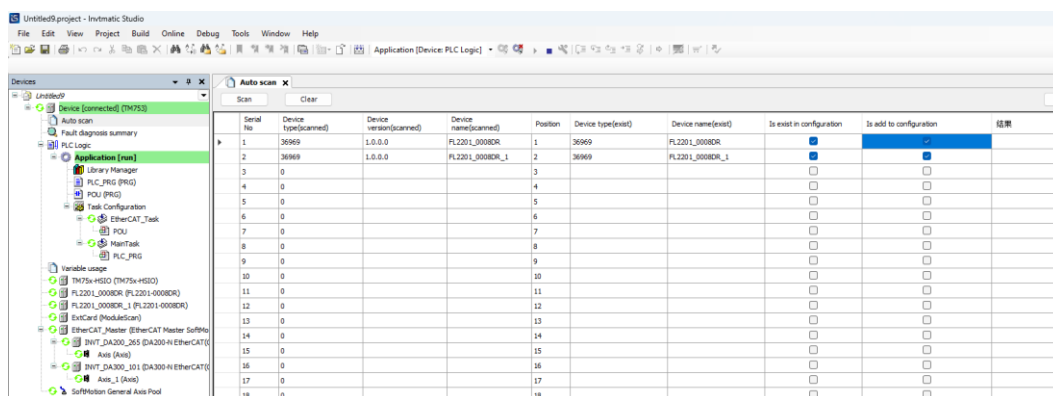 Untitled9.project - Invtmatic Studio
File Edit View Project Build Online Debug Tools Window Help
Application [Device: PLC Logic]
Devices
Untitled9
Device [connected] (TM753)
Auto scan
Fault diagnosis summary
PLC Logic
Application [run]
Library Manager
PLC_PRG (PRG)
POU (PRG)
Task Configuration
EtherCAT_Task
POU
MainTask
PLC_PRG
Variable usage
TM75x-HSIO (TM75x-HSIO)
FL2201_0008DR (FL2201-0008DR)
FL2201_0008DR_1 (FL2201-0008DR)
ExtCard (ModuleScan)
EtherCAT_Master (EtherCAT Master SoftMo
INVT_DA200_265 (DA200-N EtherCAT(C
Axis (Axis)
INVT_DA300_101 (DA300-N EtherCAT(C
Axis_1 (Axis)
SoftMotion General Axis Pool
Auto scan
Scan Clear
Serial No Device type(scanned) Device version(scanned) Device name(scanned) Position Device type(exist) Device name(exist) Is exist in configuration Is add to configuration 结果
1 36969 1.0.0.0 FL2201_0008DR 1 36969 FL2201_0008DR
2 36969 1.0.0.0 FL2201_0008DR_1 2 36969 FL2201_0008DR_1
3 0 3
4 0 4
5 0 5
6 0 6
7 0 7
8 0 8
9 0 9
10 0 10
11 0 11
12 0 12
13 0 13
14 0 14
15 0 15
16 0 16
17 0 17
18 0 18